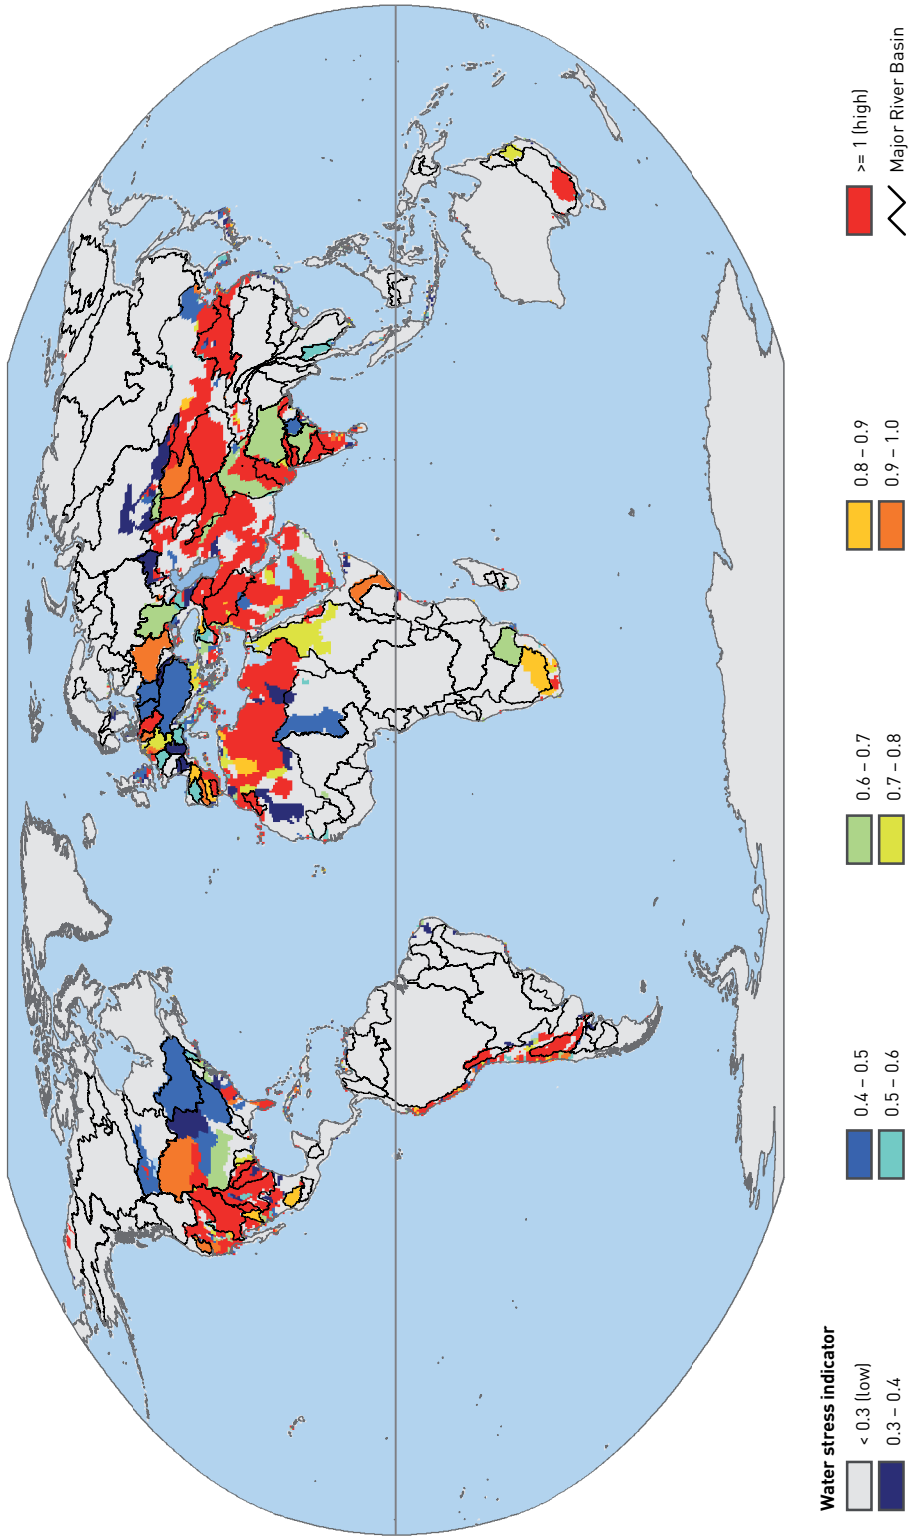 Water stress indicator
< 0.3 (low)
0.3 – 0.4
0.4 – 0.5
0.5 – 0.6
0.6 – 0.7
0.7 – 0.8
0.8 – 0.9
0.9 – 1.0
>= 1 (high)
Major River Basin